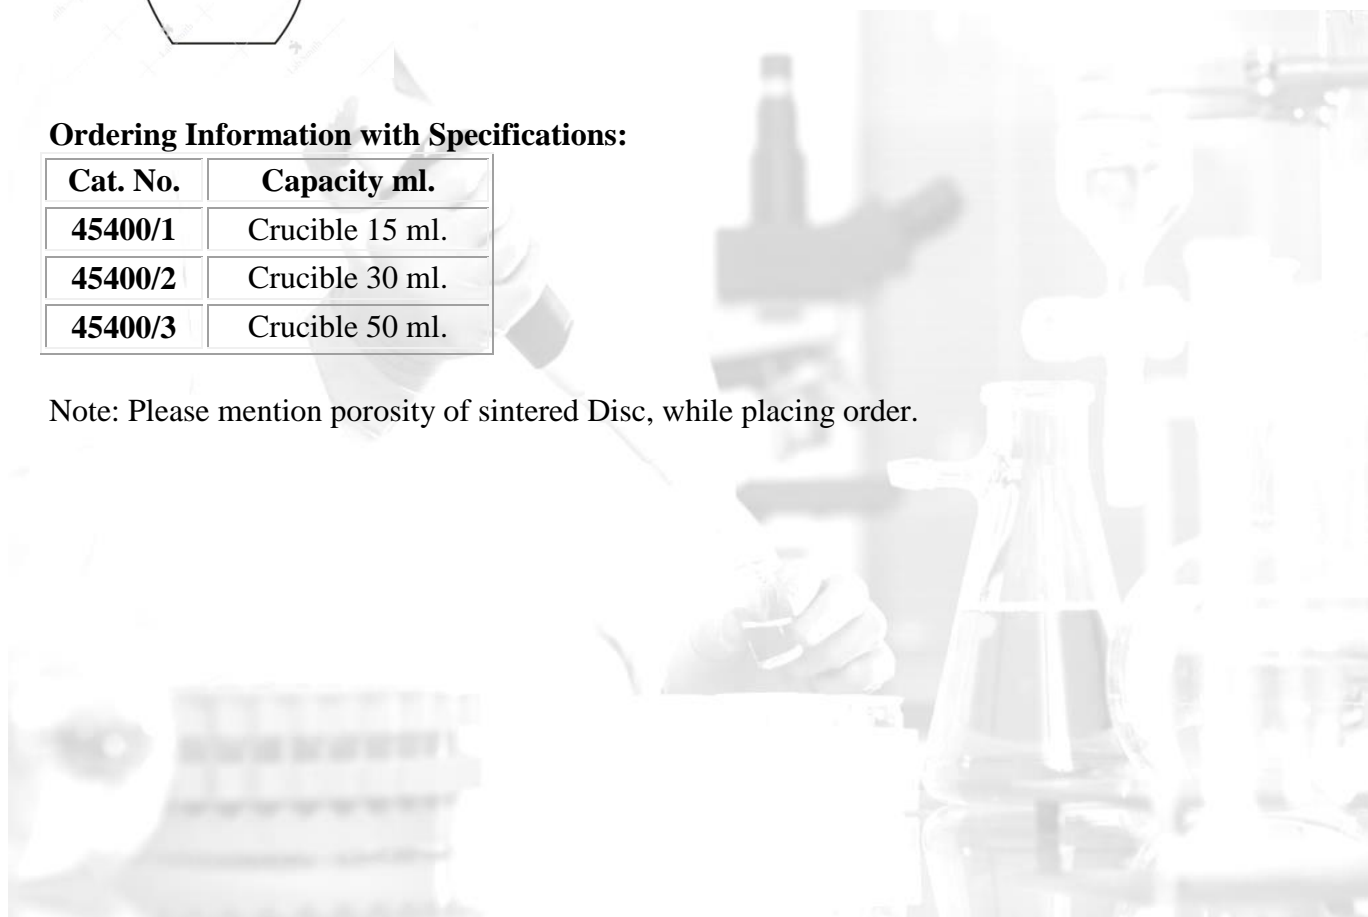 Ordering Information with Specifications:
Cat. No. Capacity ml.
45400/1 Crucible 15 ml.
45400/2 Crucible 30 ml.
45400/3 Crucible 50 ml.
Note: Please mention porosity of sintered Disc, while placing order.